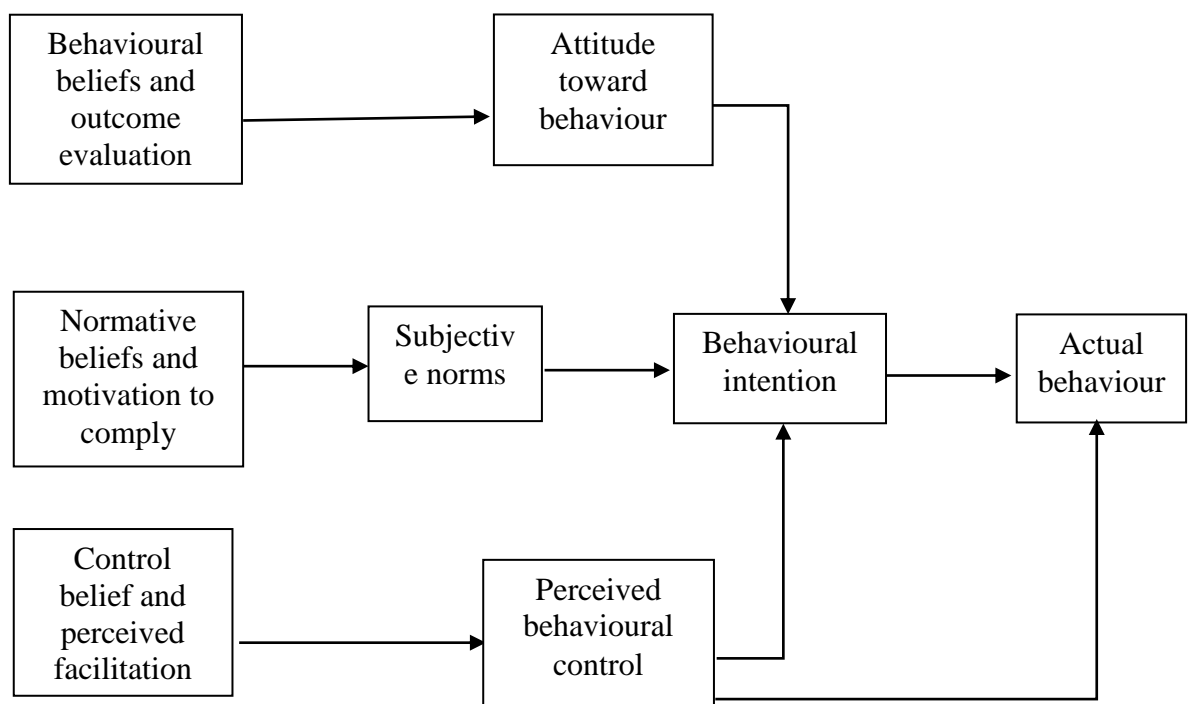 Behavioural
beliefs and
outcome
evaluation
Attitude
toward
behaviour
Normative
beliefs and
motivation to
comply
Subjectiv
e norms
Behavioural
intention
Actual
behaviour
Control
belief and
perceived
facilitation
Perceived
behavioural
control